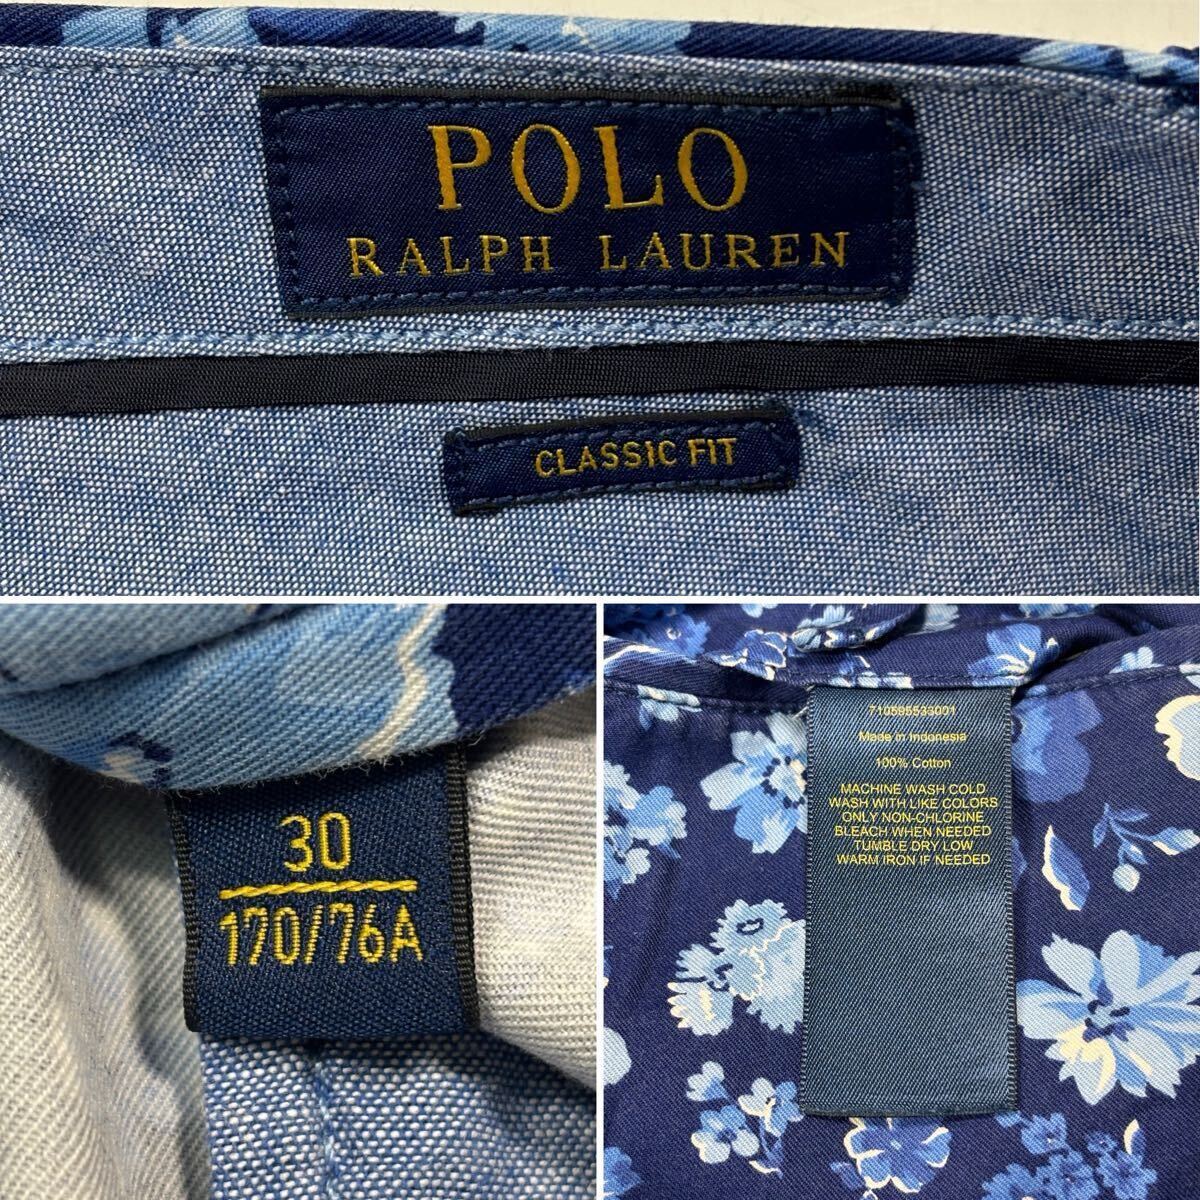 POLO
RALPH LAUREN
CLASSIC FIT
30
170/76A
710595533001
Made in Indonesia
100% Cotton
MACHINE WASH COLD
WASH WITH LIKE COLORS
ONLY NON-CHLORINE
BLEACH WHEN NEEDED
TUMBLE DRY LOW
WARM IRON IF NEEDED